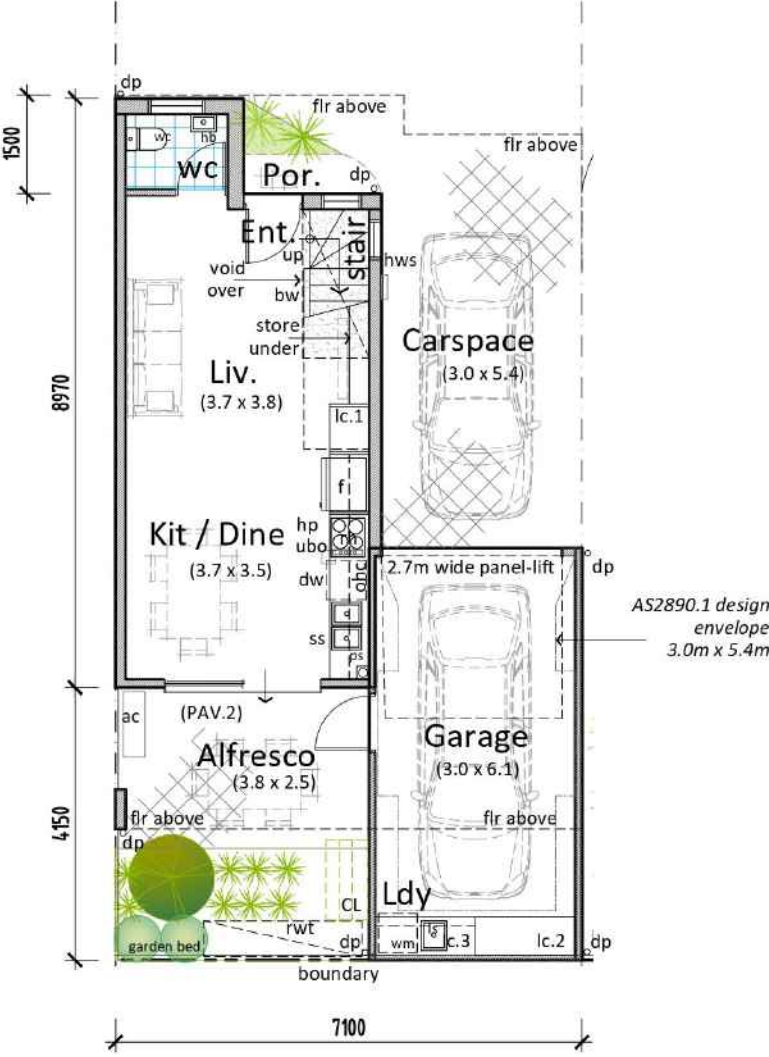 dp
flr above
1500
flr above
wc
hb
wc
Por.
dp
Ent.
up
stair
hws
void
over
bw
store
under
Carspace
(3.0 x 5.4)
Liv.
(3.7 x 3.8)
8970
lc.1
f
Kit / Dine
(3.7 x 3.5)
hp
ubo
rh
dw
ohc
2.7m wide panel-lift
dp
AS2890.1 design
envelope
3.0m x 5.4m
ss
ps
ac
(PAV.2)
Alfresco
(3.8 x 2.5)
Garage
(3.0 x 6.1)
4150
flr above
flr above
dp
CL
Ldy
rwt
garden bed
dp
wm
ls
c.3
lc.2
dp
boundary
7100